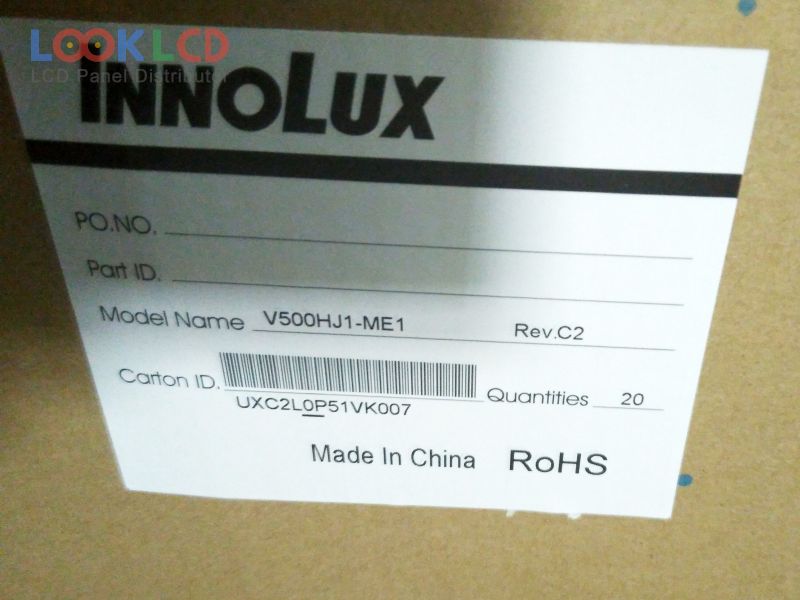 LOOKLCD
LCD Panel Distributor
INNOLUX
PO.NO.
Part ID.
Model Name V500HJ1-ME1 Rev.C2
Carton ID. Quantities 20
UXC2L0P51VK007
Made In China RoHS